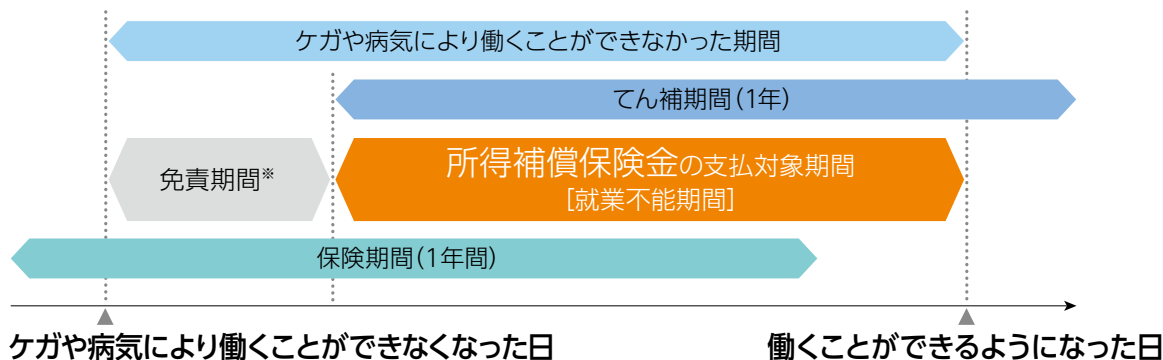 ケガや病気により働くことができなかった期間
てん補期間(1年)
免責期間※
所得補償保険金の支払対象期間
[就業不能期間]
保険期間(1年間)
ケガや病気により働くことができなくなった日
働くことができるようになった日